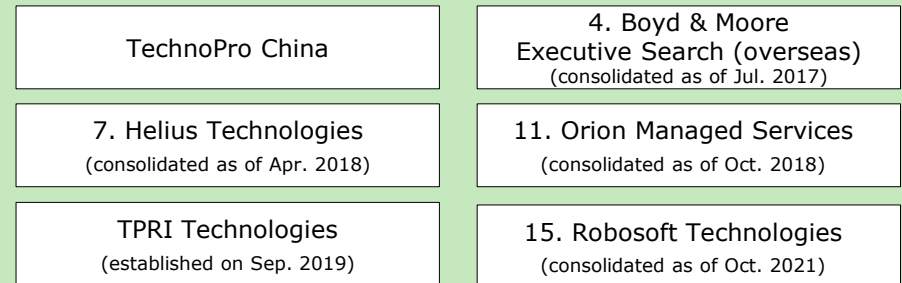 TechnoPro China
4. Boyd & Moore
Executive Search (overseas)
(consolidated as of Jul. 2017)
7. Helius Technologies
(consolidated as of Apr. 2018)
11. Orion Managed Services
(consolidated as of Oct. 2018)
TPRI Technologies
(established on Sep. 2019)
15. Robosoft Technologies
(consolidated as of Oct. 2021)